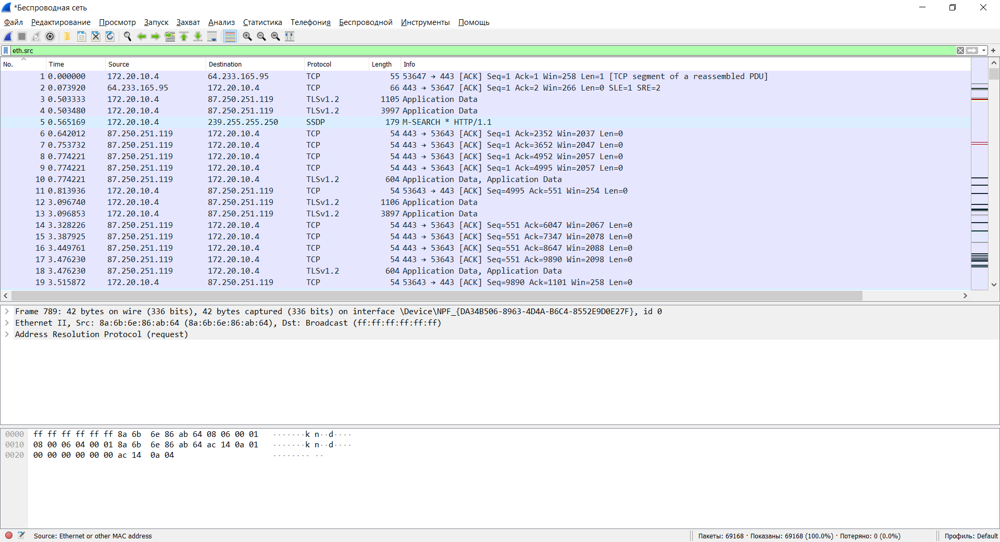 *Беспроводная сеть
Файл Редактирование Просмотр Запуск Захват Анализ Статистика Телефония Беспроводной Инструменты Помощь
eth.src
No. Time Source Destination Protocol Length Info
1 0.000000 172.20.10.4 64.233.165.95 TCP 55 53647 → 443 [ACK] Seq=1 Ack=1 Win=258 Len=1 [TCP segment of a reassembled PDU]
2 0.073920 64.233.165.95 172.20.10.4 TCP 66 443 → 53647 [ACK] Seq=1 Ack=2 Win=266 Len=0 SLE=1 SRE=2
3 0.503333 172.20.10.4 87.250.251.119 TLSv1.2 1105 Application Data
4 0.503480 172.20.10.4 87.250.251.119 TLSv1.2 3997 Application Data
5 0.565169 172.20.10.4 239.255.255.250 SSDP 179 M-SEARCH * HTTP/1.1
6 0.642012 87.250.251.119 172.20.10.4 TCP 54 443 → 53643 [ACK] Seq=1 Ack=2352 Win=2037 Len=0
7 0.753732 87.250.251.119 172.20.10.4 TCP 54 443 → 53643 [ACK] Seq=1 Ack=3652 Win=2047 Len=0
8 0.774221 87.250.251.119 172.20.10.4 TCP 54 443 → 53643 [ACK] Seq=1 Ack=4952 Win=2057 Len=0
9 0.774221 87.250.251.119 172.20.10.4 TCP 54 443 → 53643 [ACK] Seq=1 Ack=4995 Win=2057 Len=0
10 0.774221 87.250.251.119 172.20.10.4 TLSv1.2 604 Application Data, Application Data
11 0.813936 172.20.10.4 87.250.251.119 TCP 54 53643 → 443 [ACK] Seq=4995 Ack=551 Win=254 Len=0
12 3.096740 172.20.10.4 87.250.251.119 TLSv1.2 1106 Application Data
13 3.096853 172.20.10.4 87.250.251.119 TLSv1.2 3897 Application Data
14 3.328226 87.250.251.119 172.20.10.4 TCP 54 443 → 53643 [ACK] Seq=551 Ack=6047 Win=2067 Len=0
15 3.387925 87.250.251.119 172.20.10.4 TCP 54 443 → 53643 [ACK] Seq=551 Ack=7347 Win=2078 Len=0
16 3.449761 87.250.251.119 172.20.10.4 TCP 54 443 → 53643 [ACK] Seq=551 Ack=8647 Win=2088 Len=0
17 3.476230 87.250.251.119 172.20.10.4 TCP 54 443 → 53643 [ACK] Seq=551 Ack=9890 Win=2098 Len=0
18 3.476230 87.250.251.119 172.20.10.4 TLSv1.2 604 Application Data, Application Data
19 3.515872 172.20.10.4 87.250.251.119 TCP 54 53643 → 443 [ACK] Seq=9890 Ack=1101 Win=258 Len=0
Frame 789: 42 bytes on wire (336 bits), 42 bytes captured (336 bits) on interface \Device\NPF_{DA34B506-8963-4D4A-B6C4-8552E9D0E27F}, id 0
Ethernet II, Src: 8a:6b:6e:86:ab:64 (8a:6b:6e:86:ab:64), Dst: Broadcast (ff:ff:ff:ff:ff:ff)
Address Resolution Protocol (request)
0000 ff ff ff ff ff ff 8a 6b 6e 86 ab 64 08 06 00 01 ·······k n··d····
0010 08 00 06 04 00 01 8a 6b 6e 86 ab 64 ac 14 0a 01 ·······k n··d····
0020 00 00 00 00 00 00 ac 14 0a 04 ········ ··
Source: Ethernet or other MAC address
Пакеты: 69168 · Показаны: 69168 (100.0%) · Потеряно: 0 (0.0%)
Профиль: Default